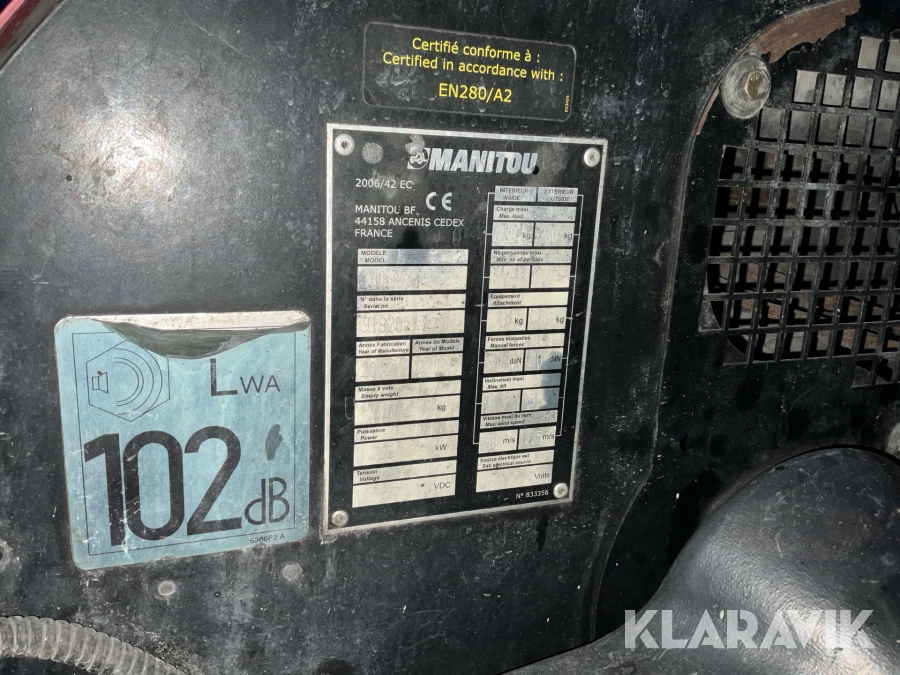 Certifié conforme à :
Certified in accordance with :
EN280/A2
MANITOU
2006/42 EC
CE
MANITOU BF
44158 ANCENIS CEDEX
FRANCE
MODELE
MODEL
N° dans la série
Serial no
Année Fabrication
Year of Manufacture
Année du Modele
Year of Model
Masse à vide
Empty weight
kg
Puissance
Power
kW
Tension
Voltage
VDC
INTERIEUR
INSIDE
EXTERIEUR
OUTSIDE
Charge maxi
Max. load
kg
kg
Nb personnes maxi
Max. no of persons
Equipement
Attachment
kg
Forces manuelles
Manual forces
daN
daN
Inclinaison maxi
Max. tilt
Vitesse maxi du vent
Max. wind speed
m/s
m/s
Source électrique ext
Ext. electrical source
Volts
N° 833356
LWA
102 dB
KLARAVIK